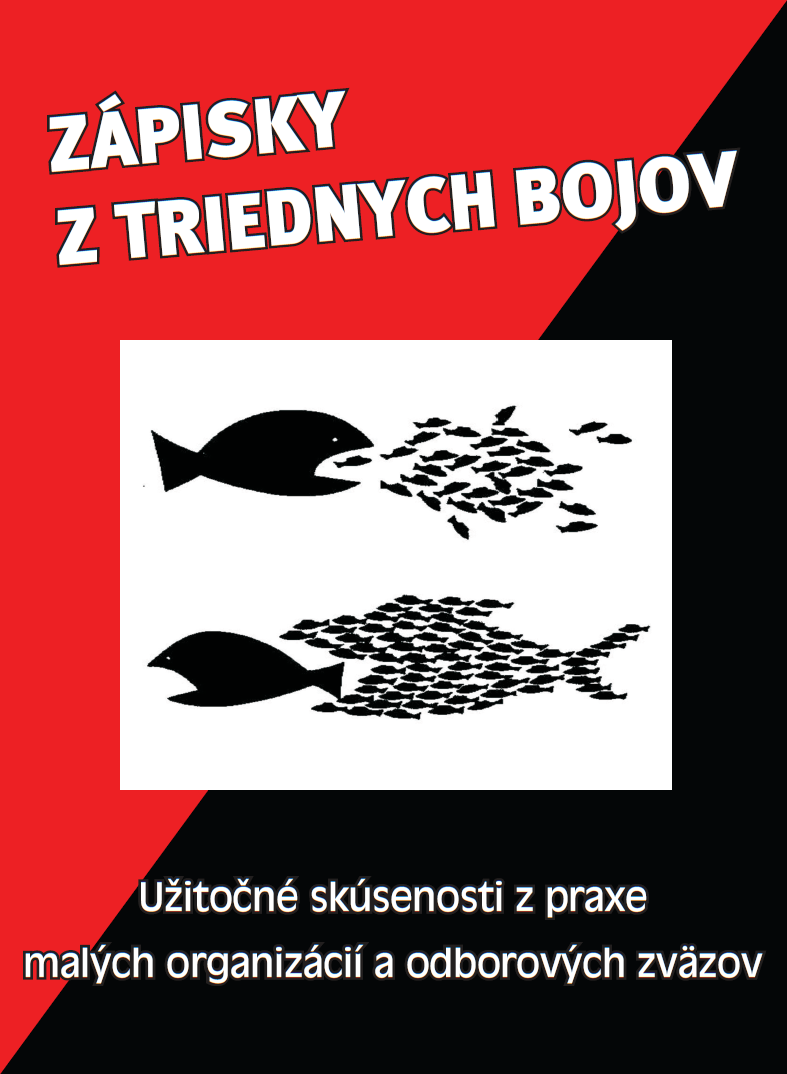 ZÁPISKY
Z TRIEDNYCH BOJOV
Užitočné skúsenosti z praxe
malých organizácií a odborových zväzov